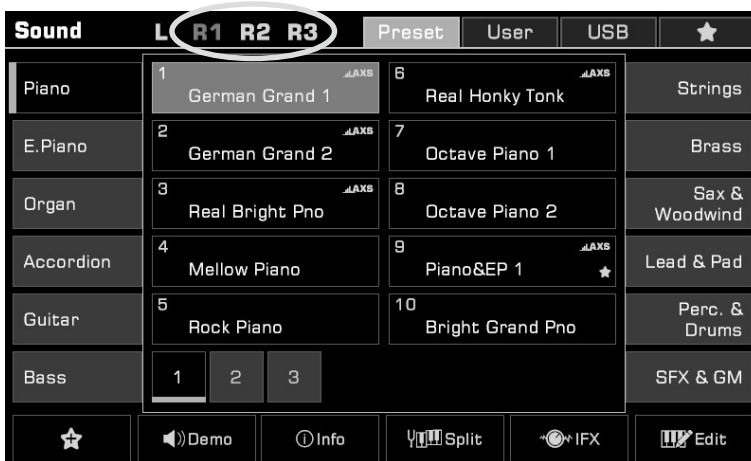 Sound L R1 R2 R3 Preset User USB
Piano
E.Piano
Organ
Accordion
Guitar
Bass
1 AXS
German Grand 1
2 AXS
German Grand 2
3 AXS
Real Bright Pno
4
Mellow Piano
5
Rock Piano
6 AXS
Real Honky Tonk
7
Octave Piano 1
8
Octave Piano 2
9 AXS
Piano&EP 1
10
Bright Grand Pno
1 2 3
Strings
Brass
Sax &
Woodwind
Lead & Pad
Perc. &
Drums
SFX & GM
Demo Info Split IFX Edit